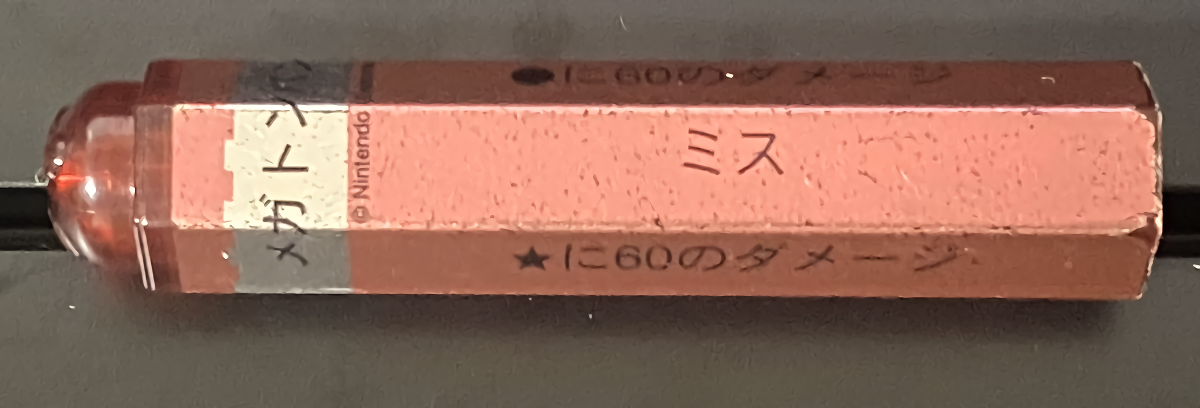 ●に60のダメージ
ミス
★に60のダメージ
メガトンパ
© Nintendo